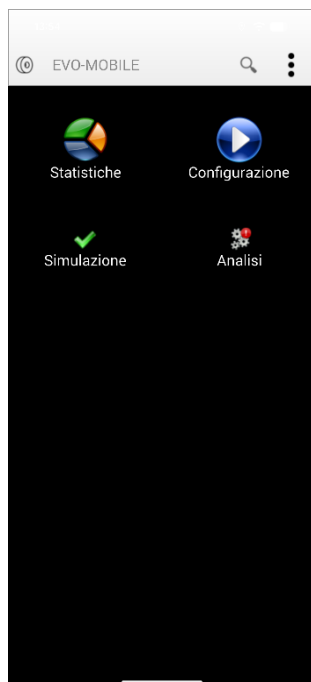 EVO-MOBILE
Statistiche
Configurazione
Simulazione
Analisi